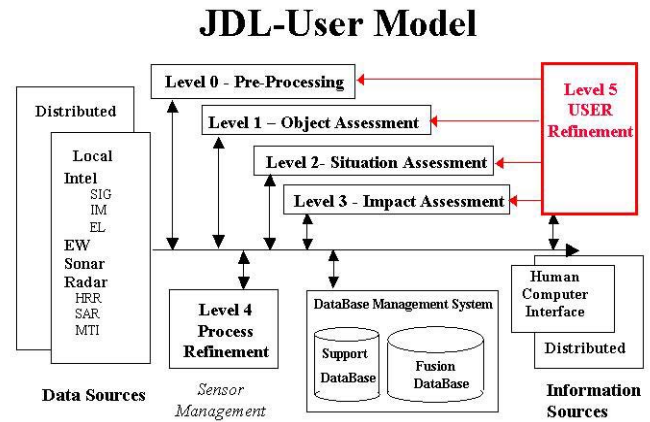 JDL-User Model
Level 0 - Pre-Processing
Level 1 – Object Assessment
Level 2- Situation Assessment
Level 3 - Impact Assessment
Level 5
USER
Refinement
Distributed
Local
Intel
SIG
IM
EL
EW
Sonar
Radar
HRR
SAR
MTI
Data Sources
Level 4
Process
Refinement
Sensor
Management
DataBase Management System
Support
DataBase
Fusion
DataBase
Human
Computer
Interface
Distributed
Information
Sources